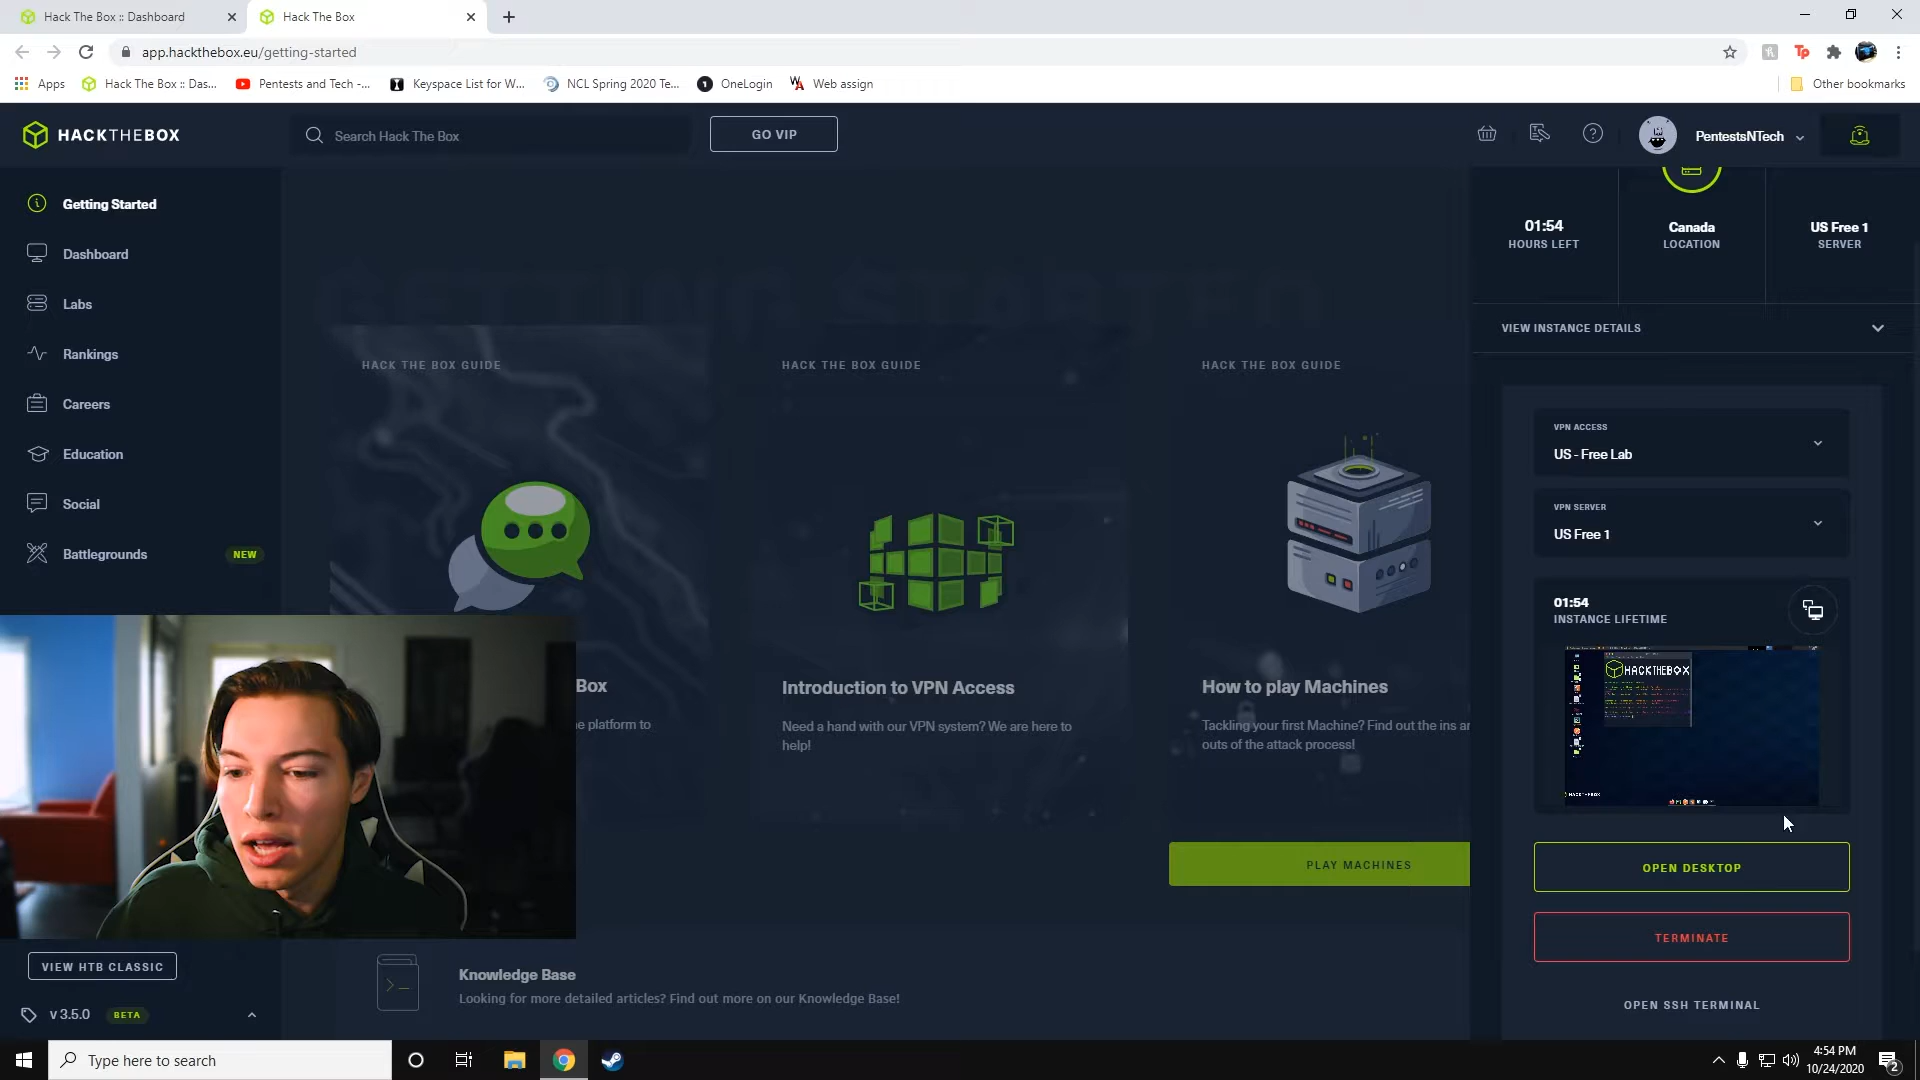 Hack The Box :: Dashboard
Hack The Box
app.hackthebox.eu/getting-started
Apps
Hack The Box :: Das...
Pentests and Tech -...
Keyspace List for W...
NCL Spring 2020 Te...
OneLogin
Web assign
Other bookmarks
HACKTHEBOX
Search Hack The Box
GO VIP
PentestsNTech
Getting Started
Dashboard
Labs
Rankings
Careers
Education
Social
Battlegrounds
NEW
GETTING STARTED
HACK THE BOX GUIDE
HACK THE BOX GUIDE
HACK THE BOX GUIDE
Box
e platform to
Introduction to VPN Access
Need a hand with our VPN system? We are here to
help!
How to play Machines
Tackling your first Machine? Find out the ins an
outs of the attack process!
PLAY MACHINES
Knowledge Base
Looking for more detailed articles? Find out more on our Knowledge Base!
VIEW HTB CLASSIC
v 3.5.0
BETA
01:54
HOURS LEFT
Canada
LOCATION
US Free 1
SERVER
VIEW INSTANCE DETAILS
VPN ACCESS
US - Free Lab
VPN SERVER
US Free 1
01:54
INSTANCE LIFETIME
HACKTHEBOX
HACKTHEBOX
OPEN DESKTOP
TERMINATE
OPEN SSH TERMINAL
Type here to search
4:54 PM
10/24/2020
2